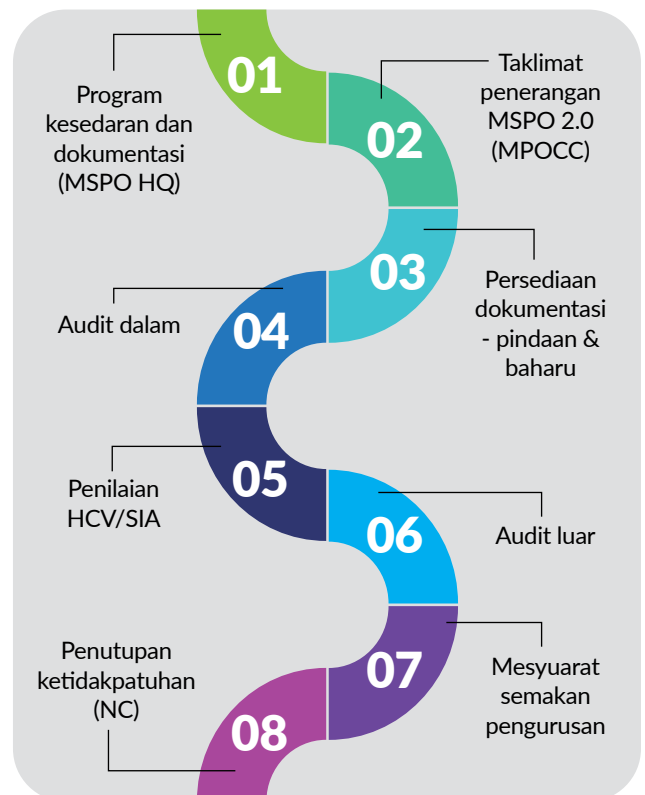 01
Program
kesedaran dan
dokumentasi
(MSPO HQ)
02
Taklimat
penerangan
MSPO 2.0
(MPOCC)
03
Persediaan
dokumentasi
- pindaan &
baharu
04
Audit dalam
05
Penilaian
HCV/SIA
06
Audit luar
07
Mesyuarat
semakan
pengurusan
08
Penutupan
ketidakpatuhan
(NC)